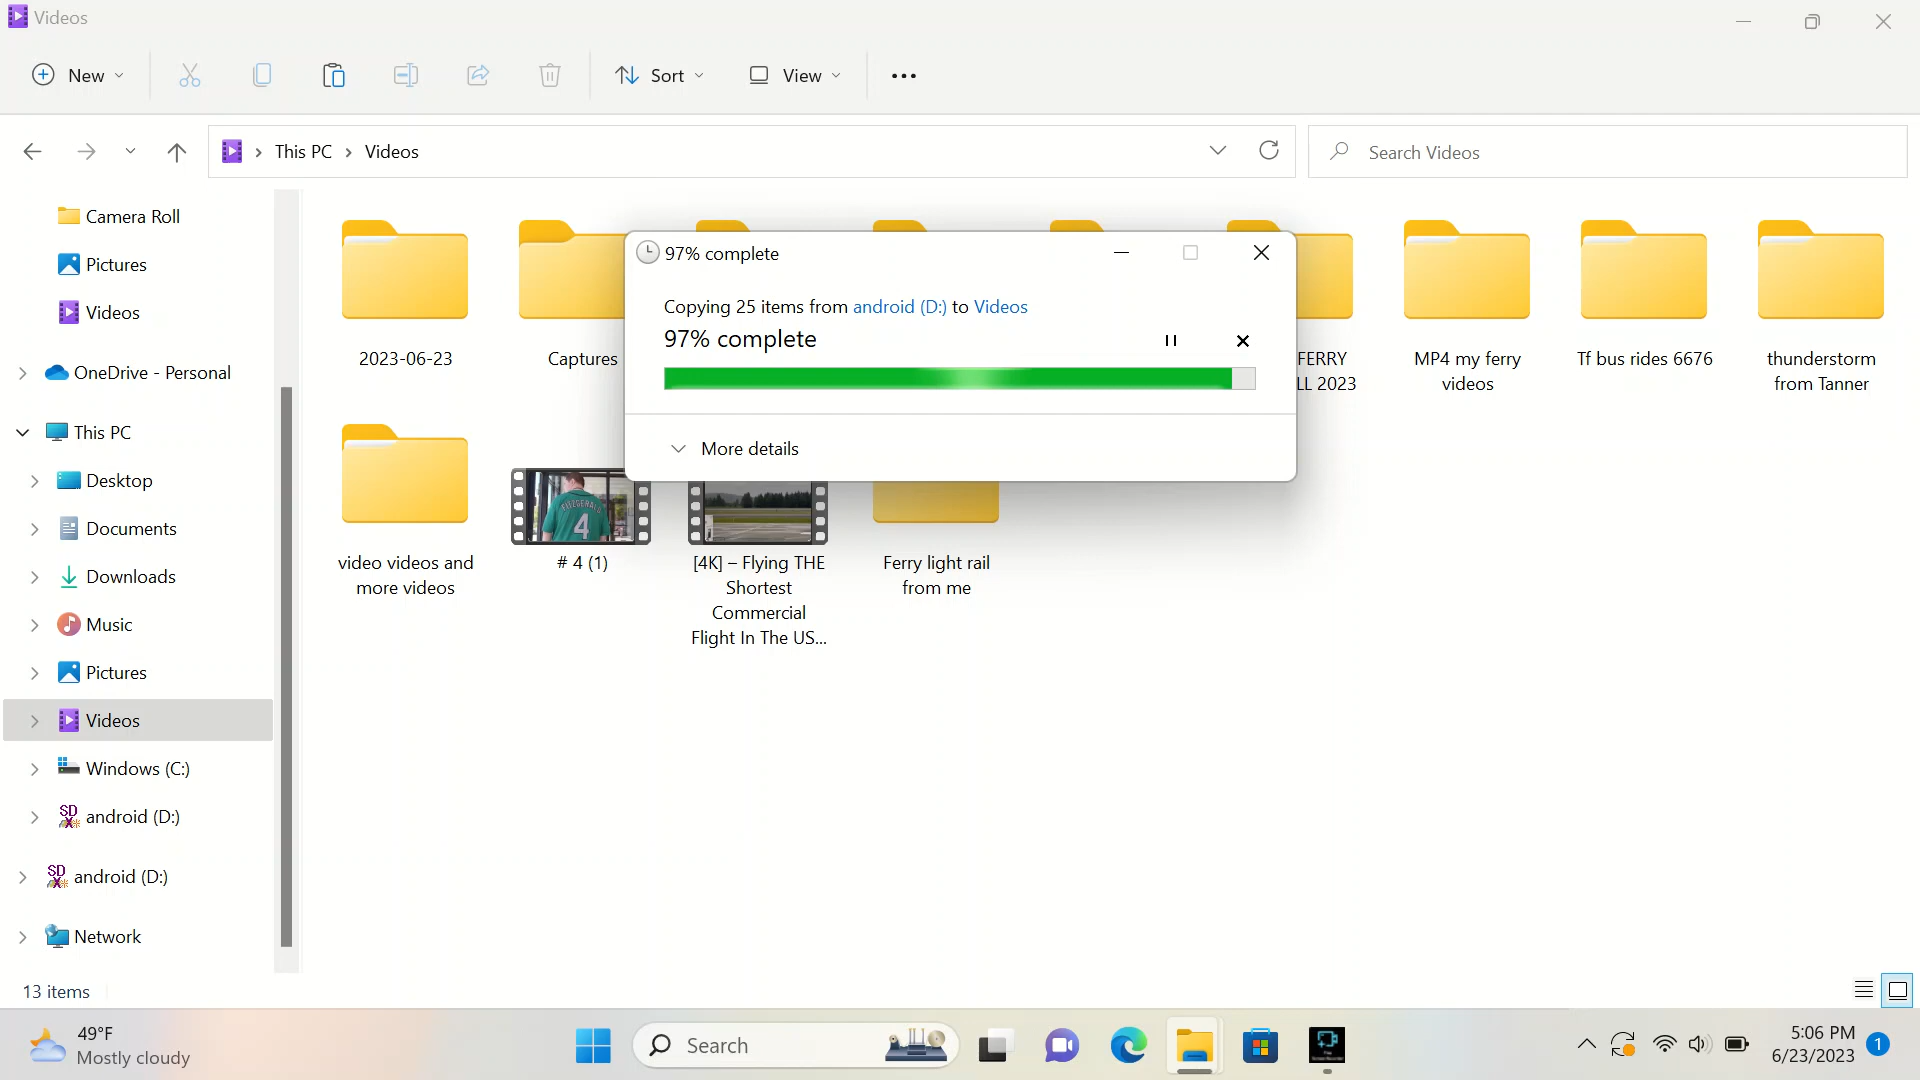 Videos
New
Sort
View
This PC
Videos
Search Videos
Camera Roll
Pictures
Videos
OneDrive - Personal
This PC
Desktop
Documents
Downloads
Music
Pictures
Videos
Windows (C:)
SD
android (D:)
SD
android (D:)
Network
2023-06-23
Captures
FERRY
LL 2023
MP4 my ferry
videos
Tf bus rides 6676
thunderstorm
from Tanner
97% complete
Copying 25 items from android (D:) to Videos
97% complete
More details
video videos and
more videos
FITZGERALD
4
# 4 (1)
[4K] – Flying THE
Shortest
Commercial
Flight In The US...
Ferry light rail
from me
13 items
49°F
Mostly cloudy
Search
5:06 PM
6/23/2023
1